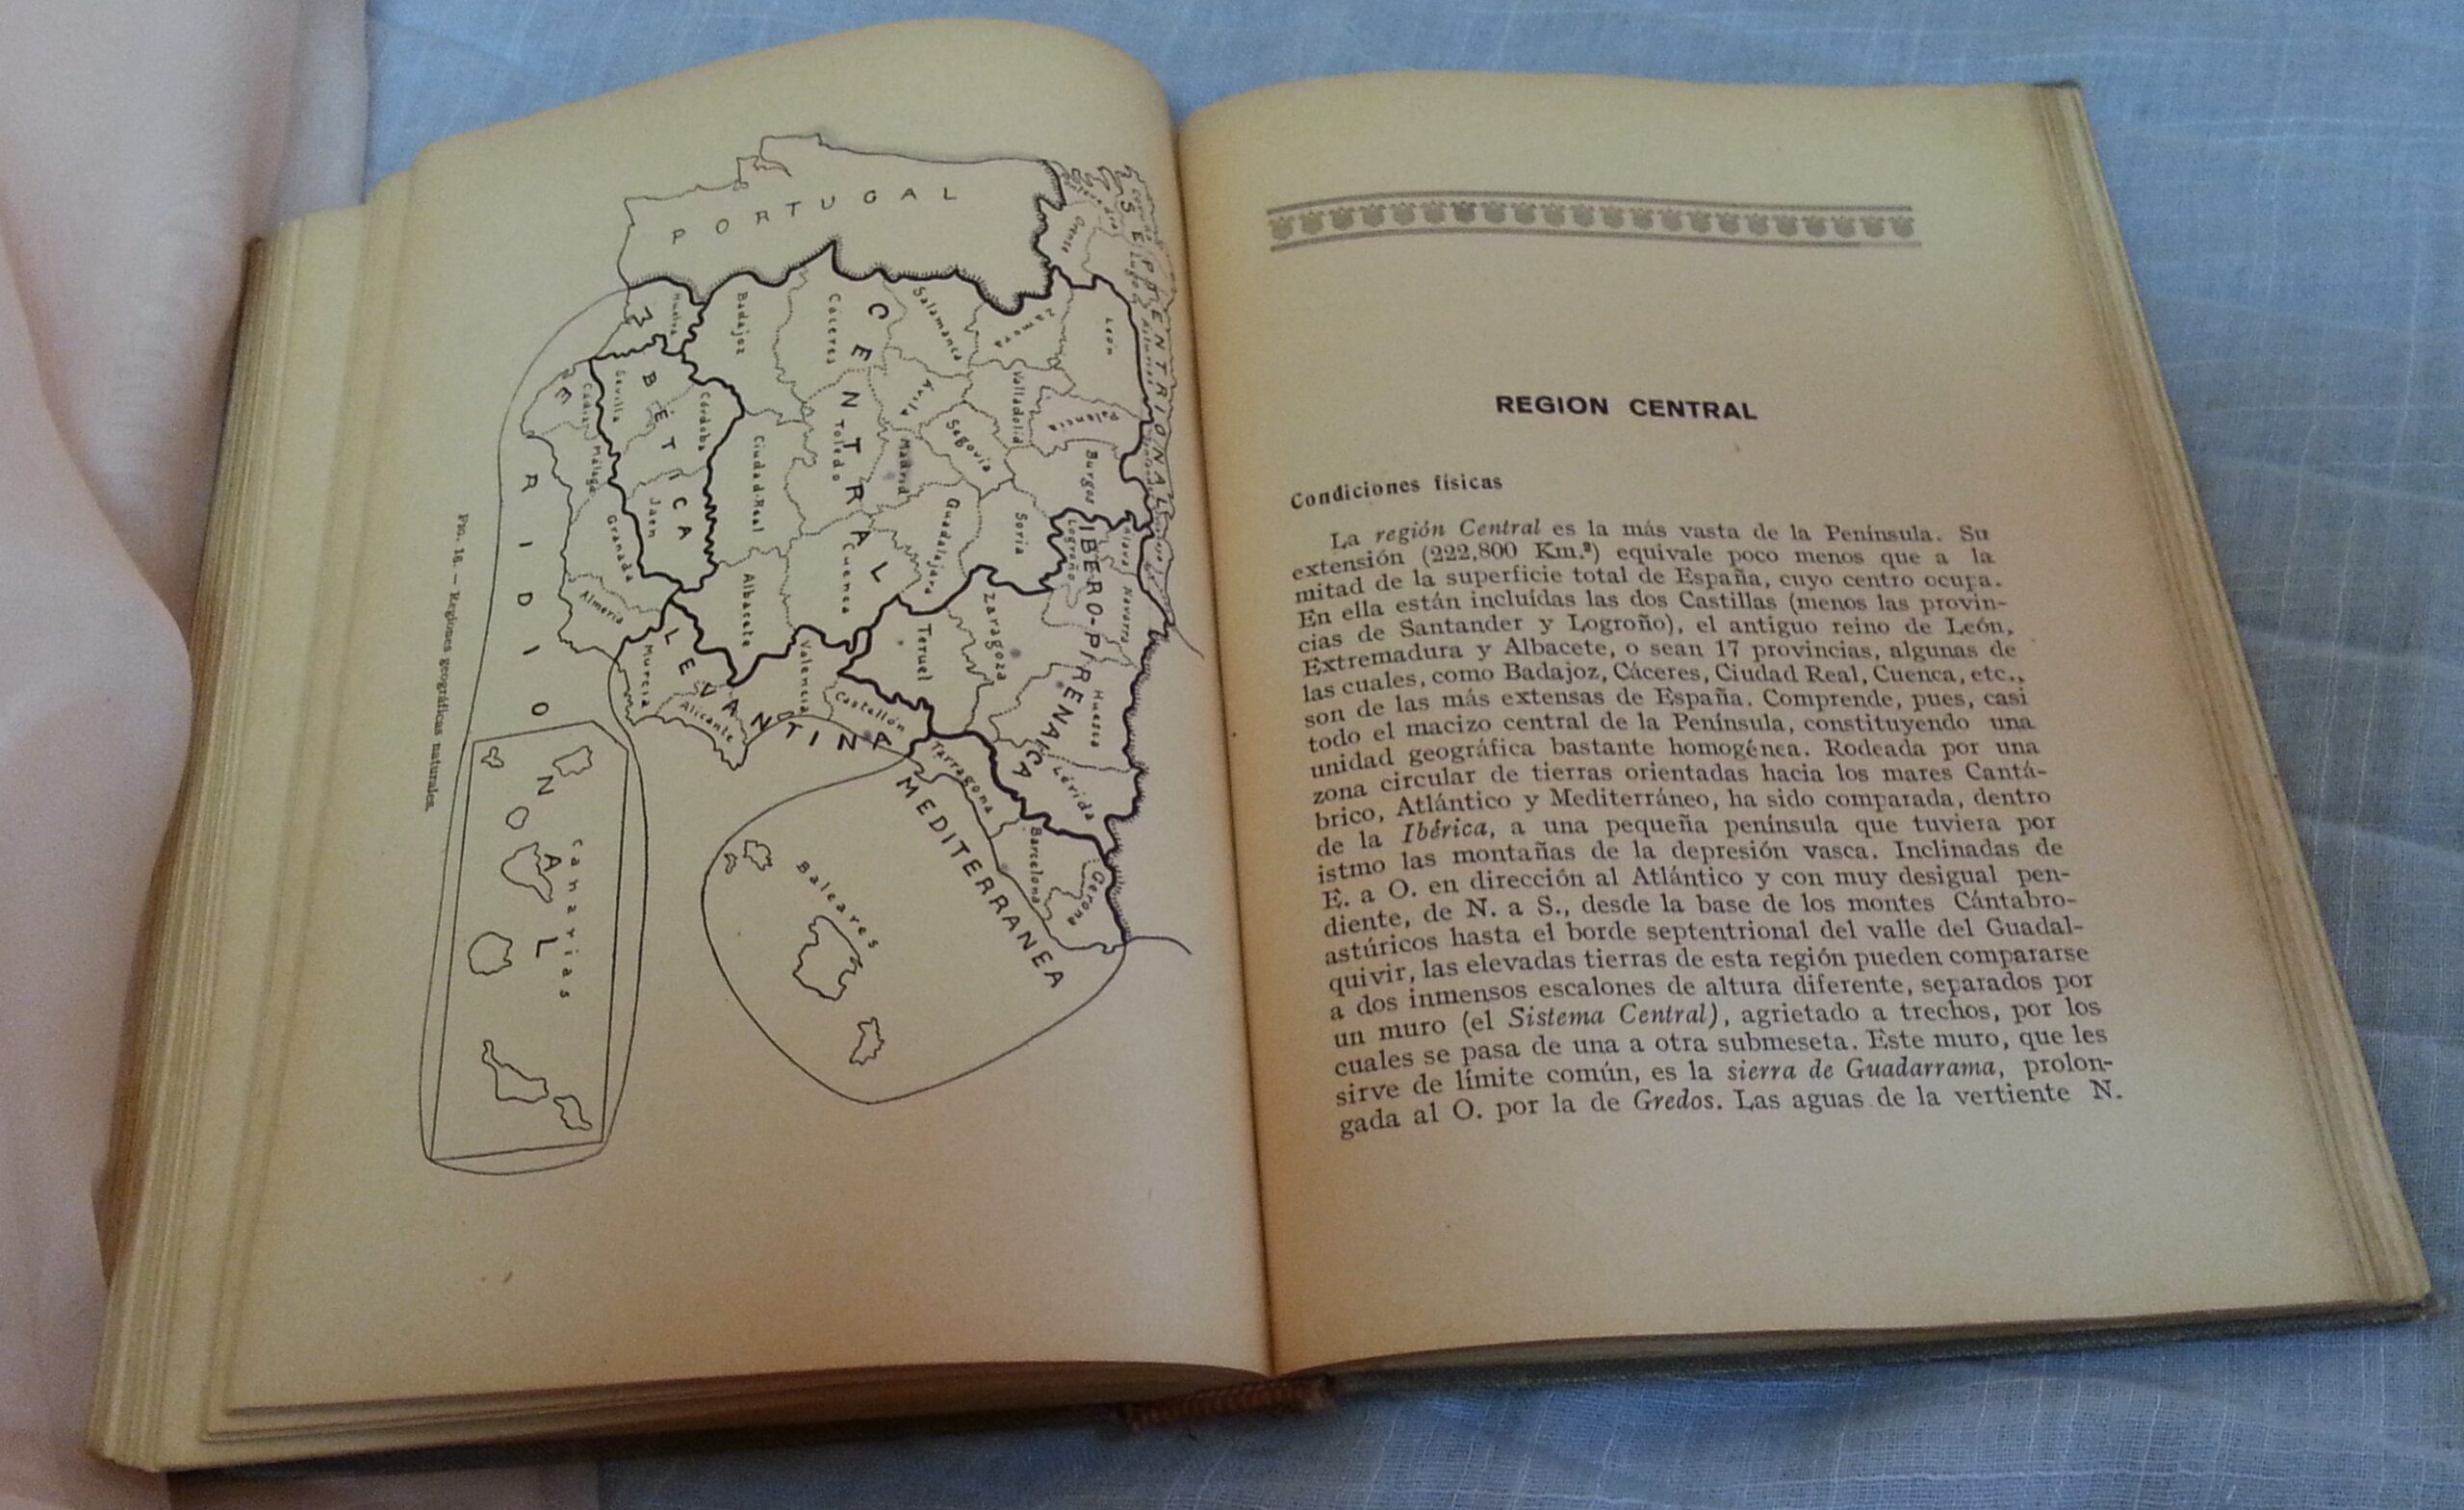 PORTUGAL
SEPTENTRIONAL
Lugo
Orense
León
Zamora
Salamanca
Palencia
Valladolid
Burgos
CENTRAL
Cáceres
Badajoz
Ávila
Segovia
Soria
Toledo
Madrid
Guadalajara
Ciudad-Real
Cuenca
Albacete
BÉTICA
Huelva
Sevilla
Córdoba
Jaén
MERIDIONAL
Cádiz
Málaga
Granada
Almería
IBERO-PIRENAICA
Logroño
Álava
Navarra
Zaragoza
Teruel
Huesca
Lérida
LEVANTINA
Murcia
Alicante
Valencia
Castellón
MEDITERRANEA
Tarragona
Barcelona
Gerona
Baleares
Canarias
FIG. 16. — Regiones geográficas naturales.
REGION CENTRAL
Condiciones físicas
La región Central es la más vasta de la Península. Su
extensión (222,800 Km.²) equivale poco menos que a la
mitad de la superficie total de España, cuyo centro ocupa.
En ella están incluídas las dos Castillas (menos las provin-
cias de Santander y Logroño), el antiguo reino de León,
Extremadura y Albacete, o sean 17 provincias, algunas de
las cuales, como Badajoz, Cáceres, Ciudad Real, Cuenca, etc.,
son de las más extensas de España. Comprende, pues, casi
todo el macizo central de la Península, constituyendo una
unidad geográfica bastante homogénea. Rodeada por una
zona circular de tierras orientadas hacia los mares Cantá-
brico, Atlántico y Mediterráneo, ha sido comparada, dentro
de la Ibérica, a una pequeña península que tuviera por
istmo las montañas de la depresión vasca. Inclinadas de
E. a O. en dirección al Atlántico y con muy desigual pen-
diente, de N. a S., desde la base de los montes Cántabro-
astúricos hasta el borde septentrional del valle del Guadal-
quivir, las elevadas tierras de esta región pueden compararse
a dos inmensos escalones de altura diferente, separados por
un muro (el Sistema Central), agrietado a trechos, por los
cuales se pasa de una a otra submeseta. Este muro, que les
sirve de límite común, es la sierra de Guadarrama, prolon-
gada al O. por la de Gredos. Las aguas de la vertiente N.